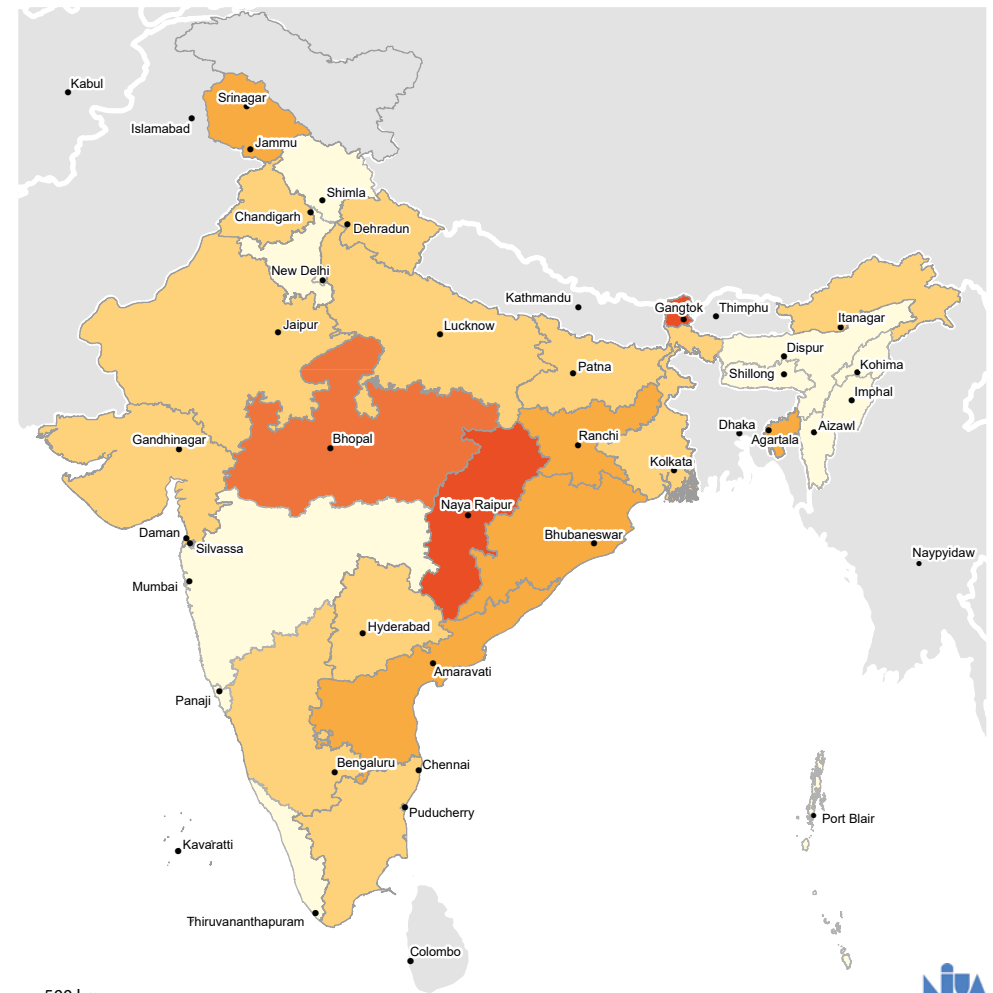 Kabul
Srinagar
Islamabad
Jammu
Shimla
Chandigarh
Dehradun
New Delhi
Kathmandu
Gangtok
Thimphu
Itanagar
Jaipur
Lucknow
Dispur
Patna
Shillong
Kohima
Imphal
Gandhinagar
Bhopal
Ranchi
Dhaka
Agartala
Aizawl
Kolkata
Naya Raipur
Daman
Bhubaneswar
Silvassa
Naypyidaw
Mumbai
Hyderabad
Amaravati
Panaji
Bengaluru
Chennai
Puducherry
Port Blair
Kavaratti
Thiruvananthapuram
Colombo
NIUA